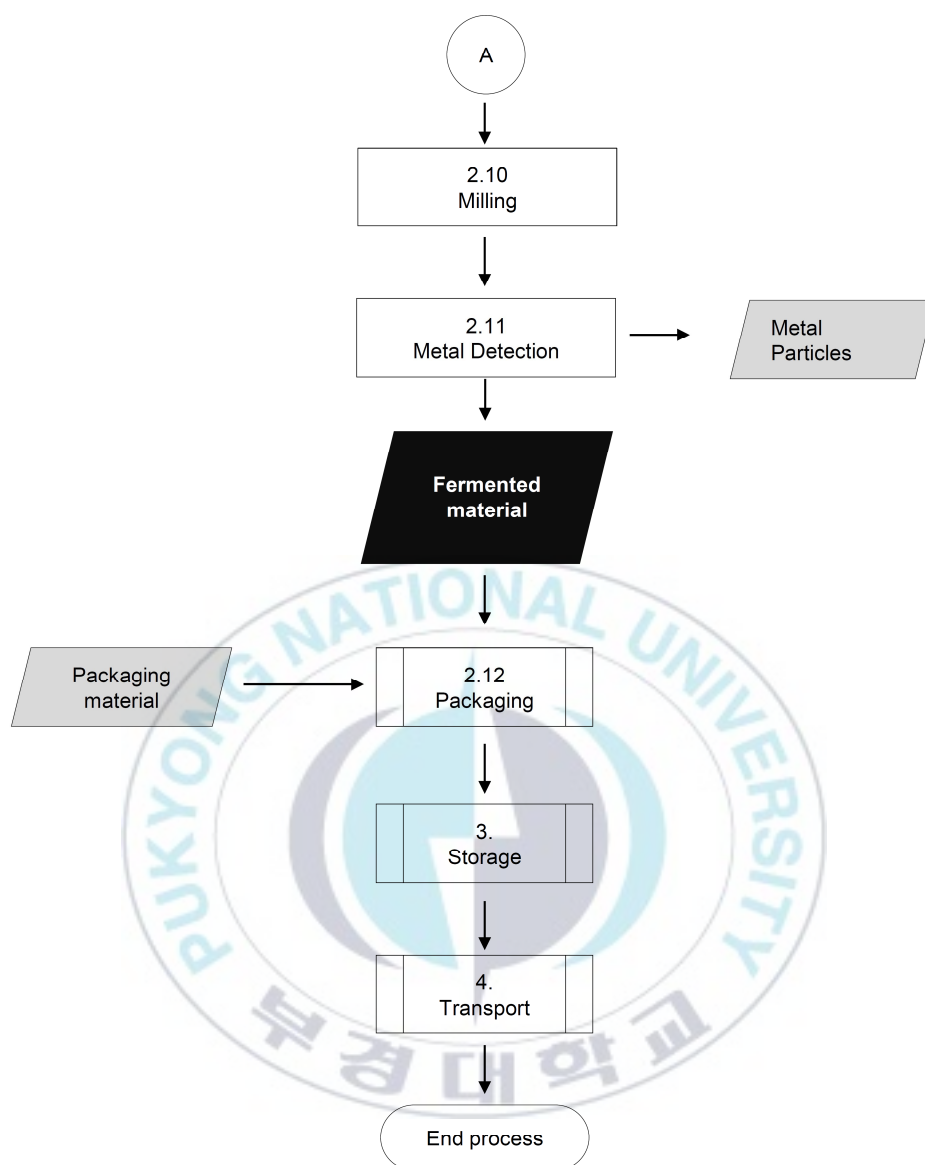 A
2.10
Milling
2.11
Metal Detection
Metal
Particles
Fermented
material
Packaging
material
2.12
Packaging
3.
Storage
4.
Transport
End process
PUKYONG NATIONAL UNIVERSITY
부경대학교